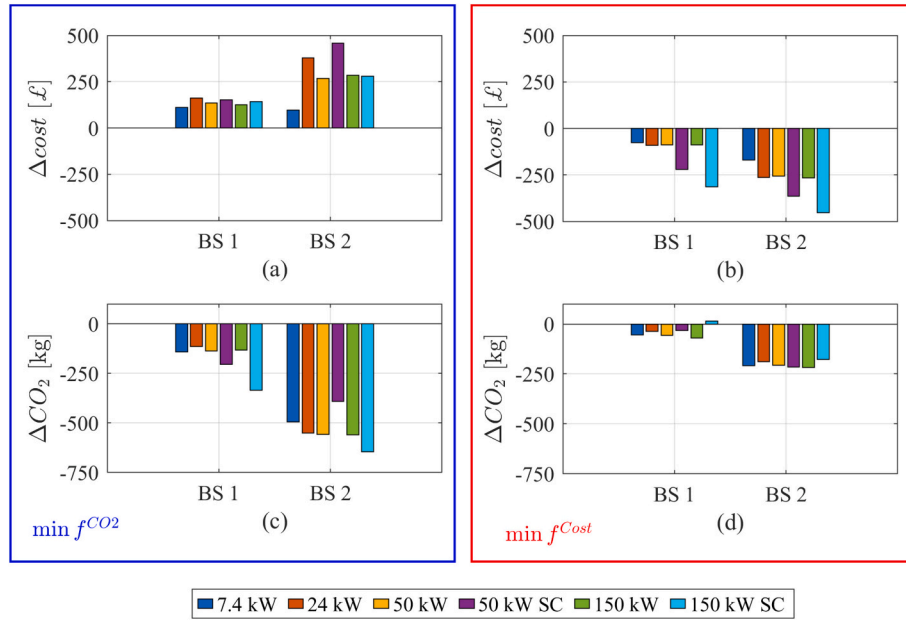 500
250
0
-250
-500
Δcost [£]
BS 1
BS 2
(a)
0
-250
-500
-750
ΔCO₂ [kg]
BS 1
BS 2
(c)
min f^{CO2}
500
250
0
-250
-500
Δcost [£]
BS 1
BS 2
(b)
0
-250
-500
-750
ΔCO₂ [kg]
BS 1
BS 2
(d)
min f^{Cost}
7.4 kW 24 kW 50 kW 50 kW SC 150 kW 150 kW SC